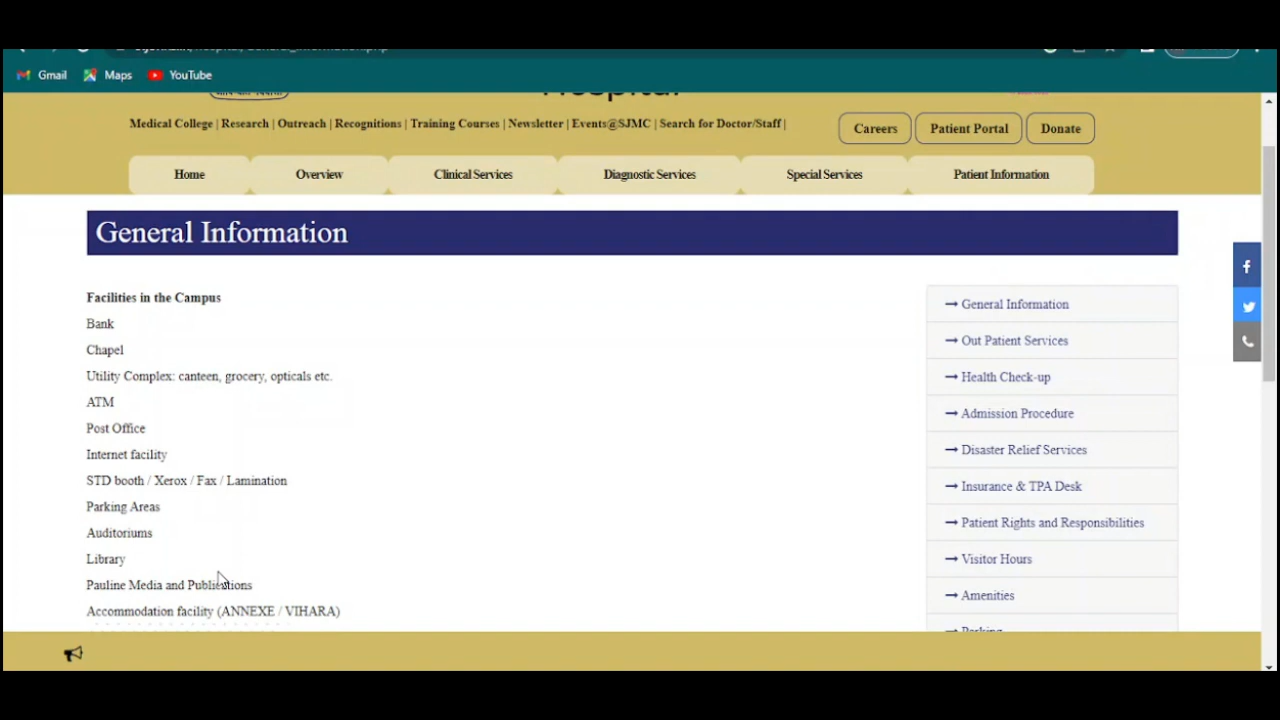 Gmail
Maps
YouTube
Hospital
Medical College | Research | Outreach | Recognitions | Training Courses | Newsletter | Events@SJMC | Search for Doctor/Staff |
Careers
Patient Portal
Donate
Home
Overview
Clinical Services
Diagnostic Services
Special Services
Patient Information
General Information
Facilities in the Campus
Bank
Chapel
Utility Complex: canteen, grocery, opticals etc.
ATM
Post Office
Internet facility
STD booth / Xerox / Fax / Lamination
Parking Areas
Auditoriums
Library
Pauline Media and Publications
Accommodation facility (ANNEXE / VIHARA)
General Information
Out Patient Services
Health Check-up
Admission Procedure
Disaster Relief Services
Insurance & TPA Desk
Patient Rights and Responsibilities
Visitor Hours
Amenities
Parking